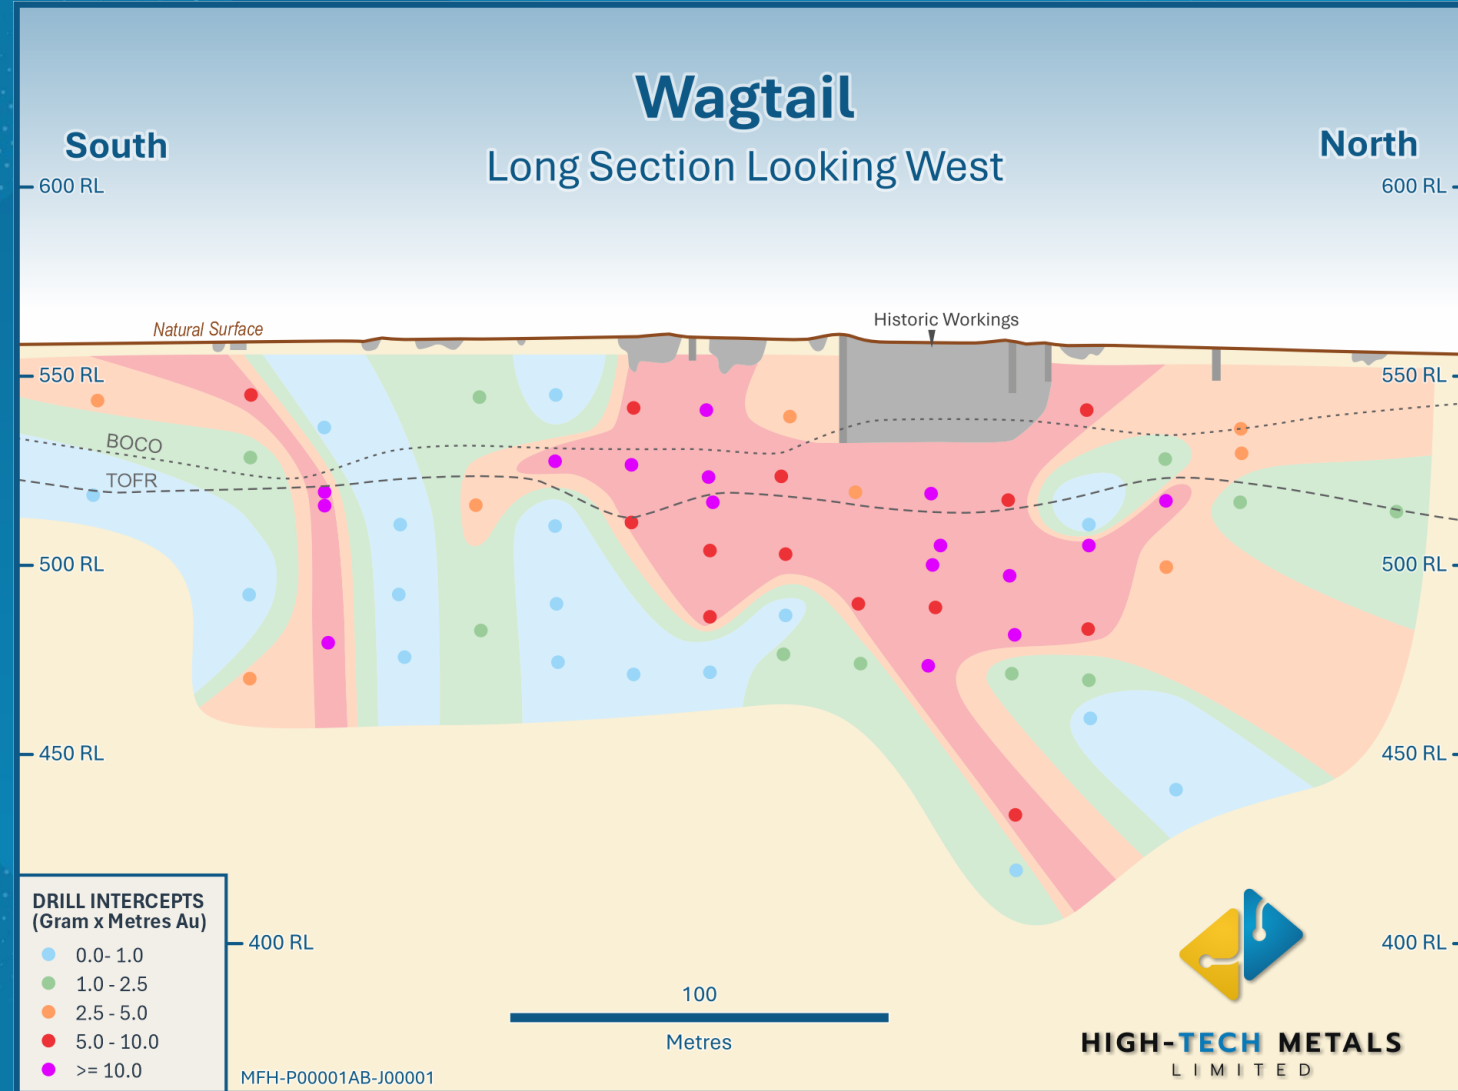 Wagtail
Long Section Looking West
South
North
600 RL
600 RL
Natural Surface
Historic Workings
550 RL
550 RL
BOCO
TOFR
500 RL
500 RL
450 RL
450 RL
DRILL INTERCEPTS
(Gram x Metres Au)
0.0- 1.0
1.0 - 2.5
2.5 - 5.0
5.0 - 10.0
>= 10.0
400 RL
400 RL
100
Metres
MFH-P00001AB-J00001
HIGH-TECH METALS
LIMITED